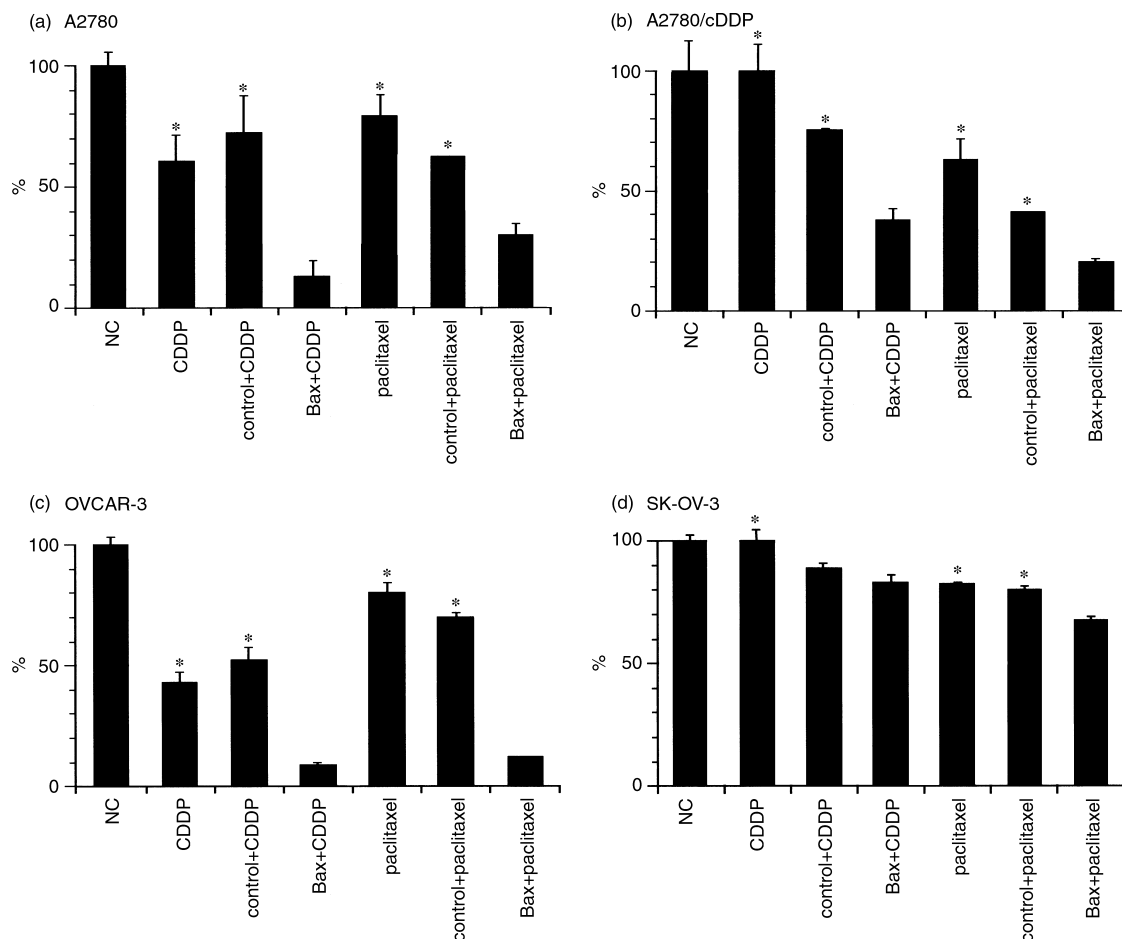 (a) A2780
100
50
0
%
*
*
*
*
NC
CDDP
control+CDDP
Bax+CDDP
paclitaxel
control+paclitaxel
Bax+paclitaxel
(b) A2780/cDDP
100
50
0
%
*
*
*
*
NC
CDDP
control+CDDP
Bax+CDDP
paclitaxel
control+paclitaxel
Bax+paclitaxel
(c) OVCAR-3
100
50
0
%
*
*
*
*
NC
CDDP
control+CDDP
Bax+CDDP
paclitaxel
control+paclitaxel
Bax+paclitaxel
(d) SK-OV-3
100
50
0
%
*
*
*
NC
CDDP
control+CDDP
Bax+CDDP
paclitaxel
control+paclitaxel
Bax+paclitaxel